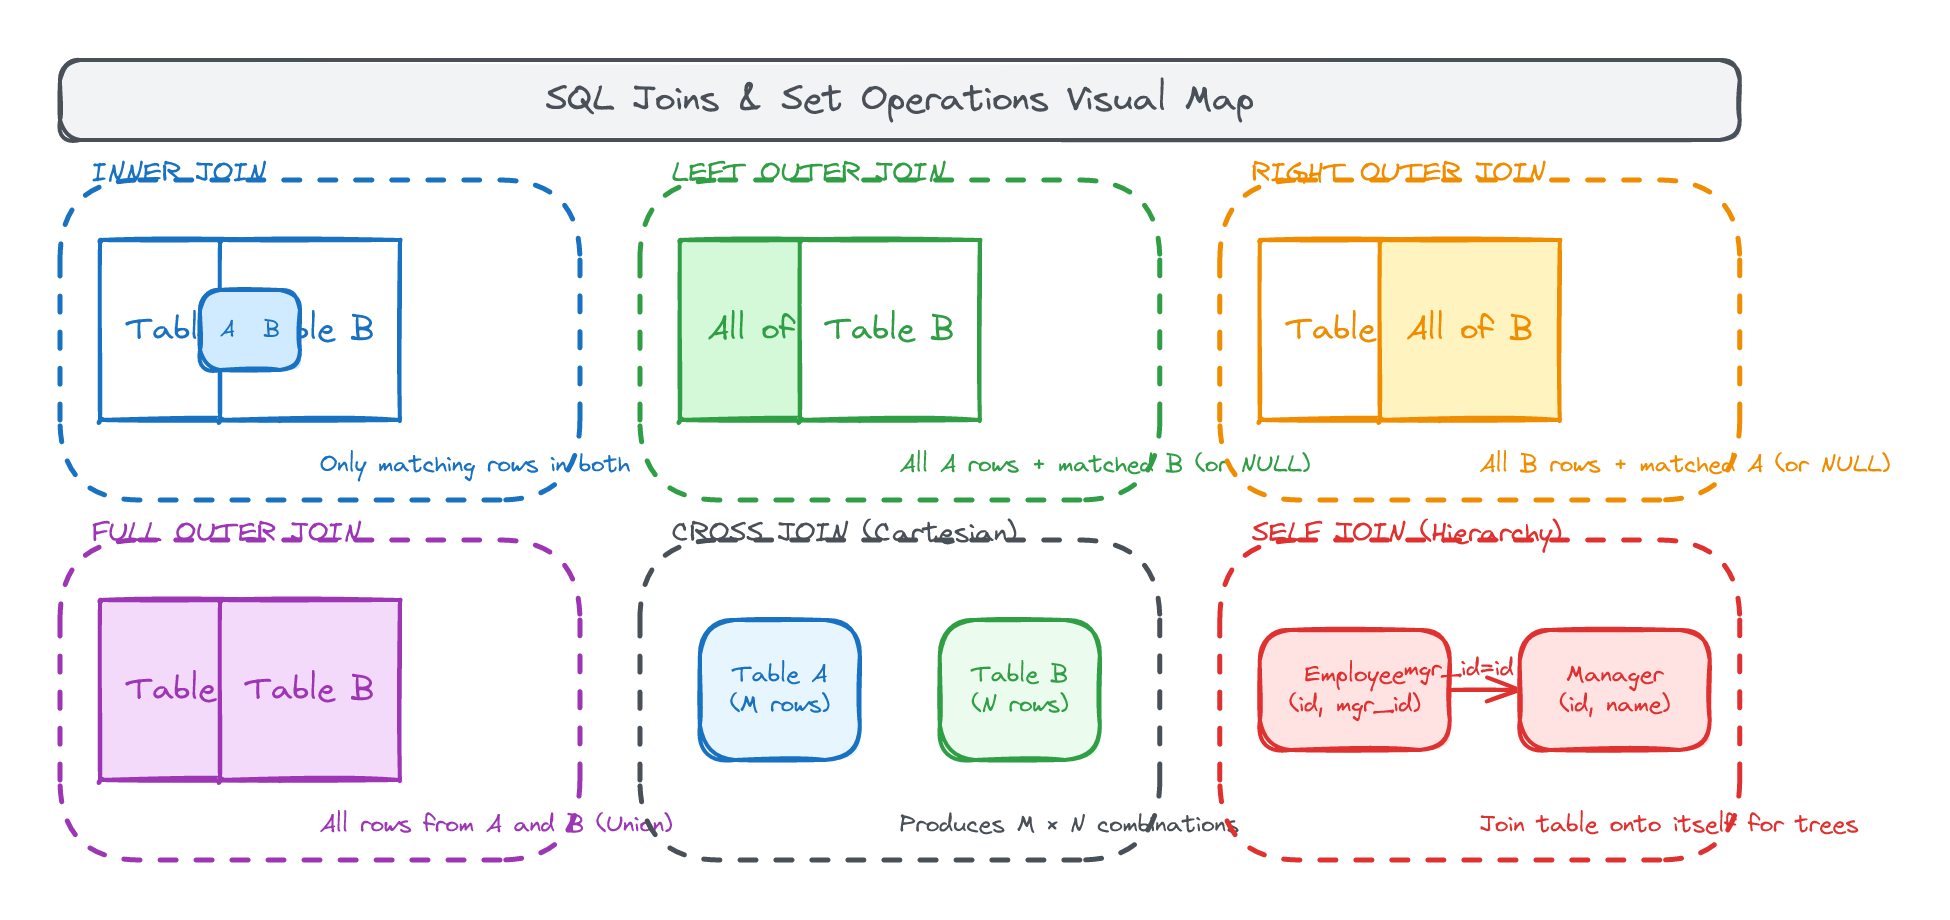 SQL Joins & Set Operations Visual Map
INNER JOIN
Tabl
A B
ble B
Only matching rows in both
LEFT OUTER JOIN
All of
Table B
All A rows + matched B (or NULL)
RIGHT OUTER JOIN
Table
All of B
All B rows + matched A (or NULL)
FULL OUTER JOIN
Table
Table B
All rows from A and B (Union)
CROSS JOIN (Cartesian)
Table A
(M rows)
Table B
(N rows)
Produces M × N combinations
SELF JOIN (Hierarchy)
Employee
(id, mgr_id)
mgr_id=id
Manager
(id, name)
Join table onto itself for trees